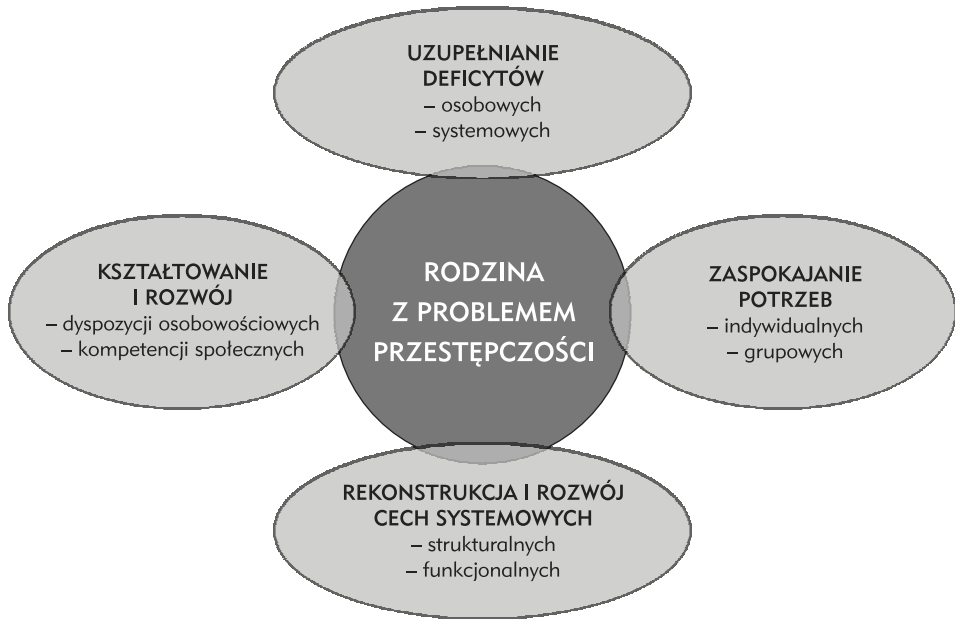 UZUPEŁNIANIE
DEFICYTÓW
– osobowych
– systemowych
KSZTAŁTOWANIE
I ROZWÓJ
– dyspozycji osobowościowych
– kompetencji społecznych
RODZINA
Z PROBLEMEM
PRZESTĘPCZOŚCI
ZASPOKAJANIE
POTRZEB
– indywidualnych
– grupowych
REKONSTRUKCJA I ROZWÓJ
CECH SYSTEMOWYCH
– strukturalnych
– funkcjonalnych